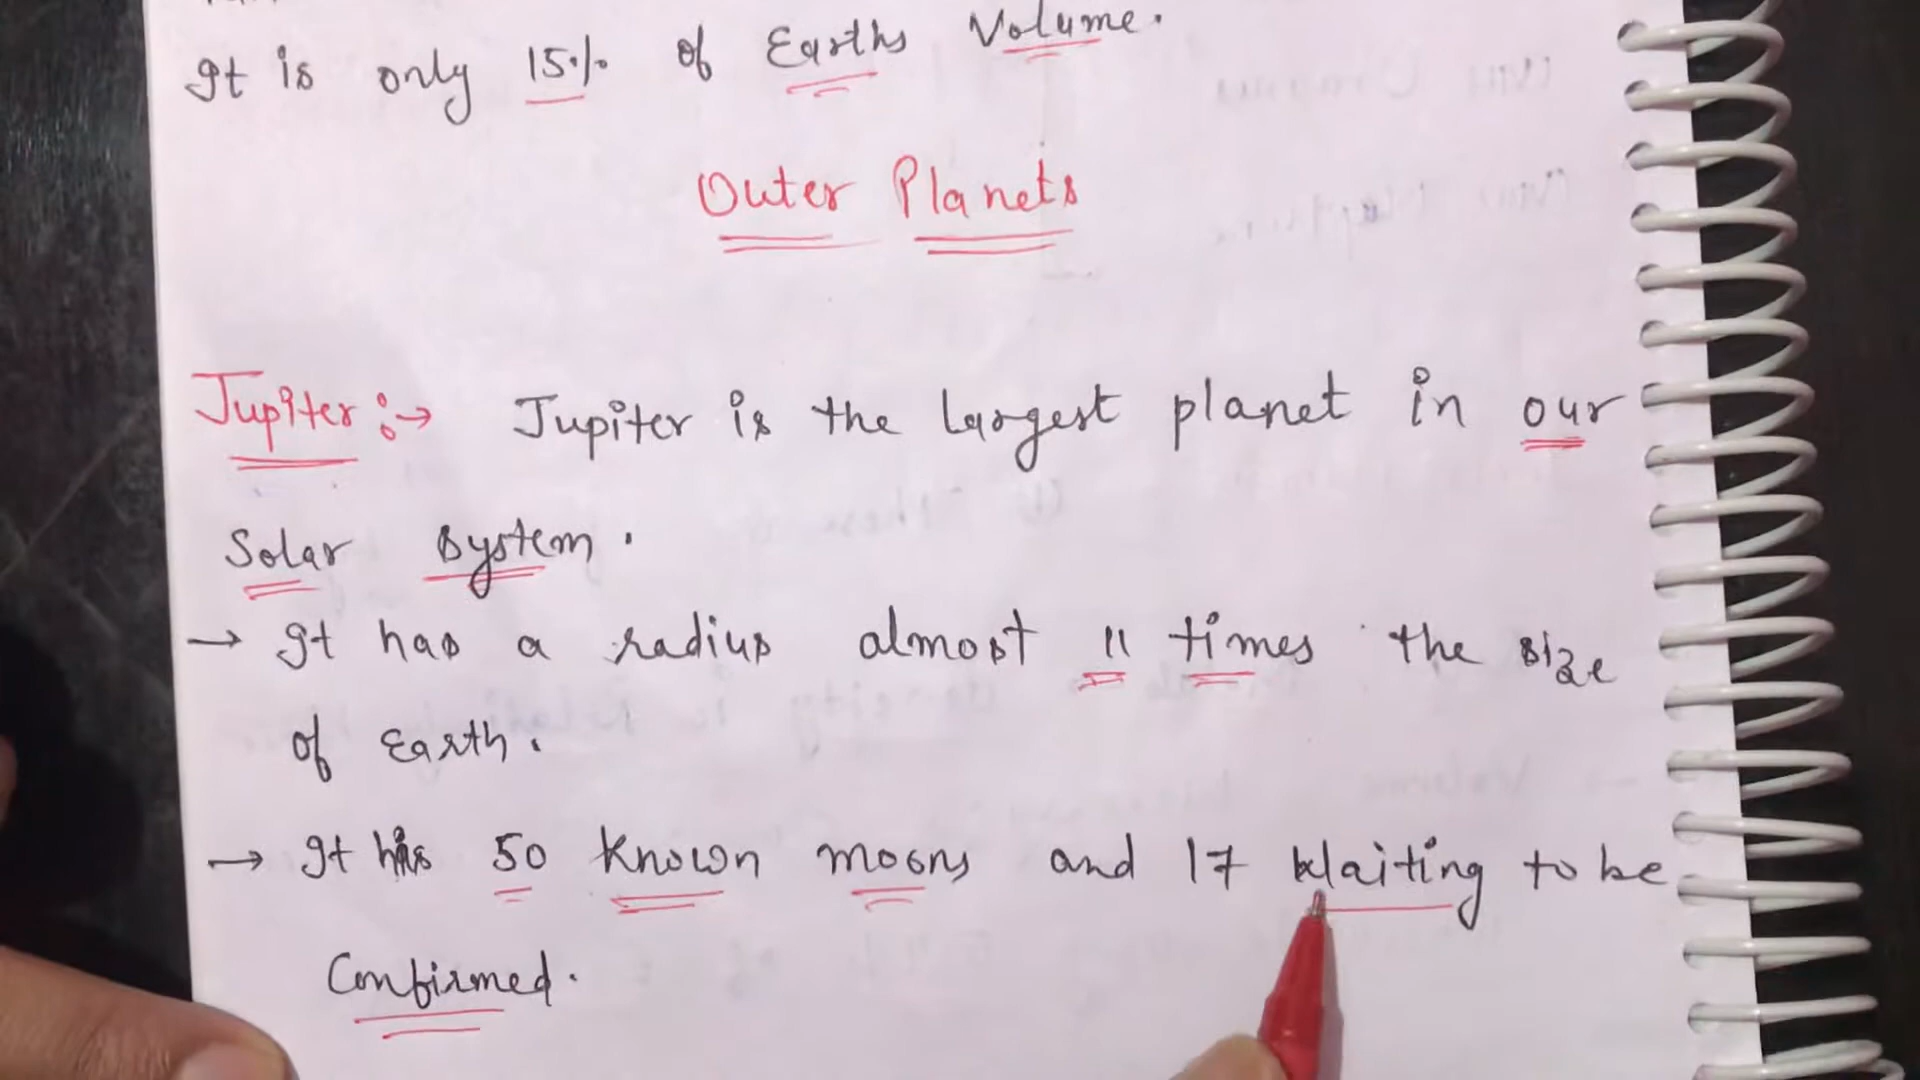 It is only 15% of Earths Volume.
Outer Planets
Jupiter :→ Jupiter is the largest planet in our
Solar system.
→ It has a radius almost 11 times the size
of Earth.
→ It has 50 known moons and 17 Waiting to be
Confirmed.